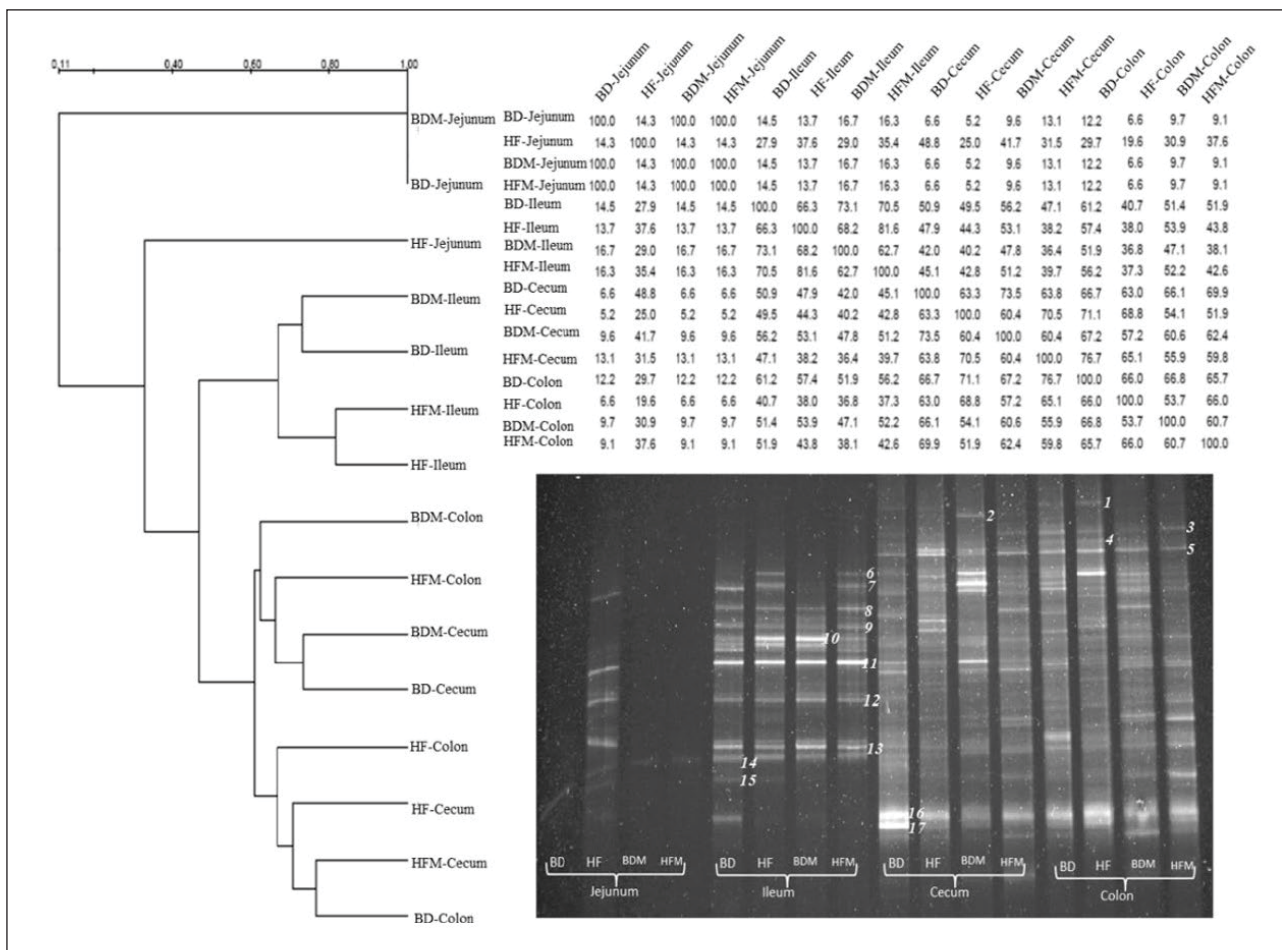 0,11 0,40 0,60 0,80 1,00
BD-Jejunum HF-Jejunum BDM-Jejunum HFM-Jejunum BD-Ileum HF-Ileum BDM-Ileum HFM-Ileum BD-Cecum HF-Cecum BDM-Cecum HFM-Cecum BD-Colon HF-Colon BDM-Colon HFM-Colon
BD-Jejunum 100.0 14.3 100.0 100.0 14.5 13.7 16.7 16.3 6.6 5.2 9.6 13.1 12.2 6.6 9.7 9.1
HF-Jejunum 14.3 100.0 14.3 14.3 27.9 37.6 29.0 35.4 48.8 25.0 41.7 31.5 29.7 19.6 30.9 37.6
BDM-Jejunum 100.0 14.3 100.0 100.0 14.5 13.7 16.7 16.3 6.6 5.2 9.6 13.1 12.2 6.6 9.7 9.1
HFM-Jejunum 100.0 14.3 100.0 100.0 14.5 13.7 16.7 16.3 6.6 5.2 9.6 13.1 12.2 6.6 9.7 9.1
BD-Ileum 14.5 27.9 14.5 14.5 100.0 66.3 73.1 70.5 50.9 49.5 56.2 47.1 61.2 40.7 51.4 51.9
HF-Ileum 13.7 37.6 13.7 13.7 66.3 100.0 68.2 81.6 47.9 44.3 53.1 38.2 57.4 38.0 53.9 43.8
BDM-Ileum 16.7 29.0 16.7 16.7 73.1 68.2 100.0 62.7 42.0 40.2 47.8 36.4 51.9 36.8 47.1 38.1
HFM-Ileum 16.3 35.4 16.3 16.3 70.5 81.6 62.7 100.0 45.1 42.8 51.2 39.7 56.2 37.3 52.2 42.6
BD-Cecum 6.6 48.8 6.6 6.6 50.9 47.9 42.0 45.1 100.0 63.3 73.5 63.8 66.7 63.0 66.1 69.9
HF-Cecum 5.2 25.0 5.2 5.2 49.5 44.3 40.2 42.8 63.3 100.0 60.4 70.5 71.1 68.8 54.1 51.9
BDM-Cecum 9.6 41.7 9.6 9.6 56.2 53.1 47.8 51.2 73.5 60.4 100.0 60.4 67.2 57.2 60.6 62.4
HFM-Cecum 13.1 31.5 13.1 13.1 47.1 38.2 36.4 39.7 63.8 70.5 60.4 100.0 76.7 65.1 55.9 59.8
BD-Colon 12.2 29.7 12.2 12.2 61.2 57.4 51.9 56.2 66.7 71.1 67.2 76.7 100.0 66.0 66.8 65.7
HF-Colon 6.6 19.6 6.6 6.6 40.7 38.0 36.8 37.3 63.0 68.8 57.2 65.1 66.0 100.0 53.7 66.0
BDM-Colon 9.7 30.9 9.7 9.7 51.4 53.9 47.1 52.2 66.1 54.1 60.6 55.9 66.8 53.7 100.0 60.7
HFM-Colon 9.1 37.6 9.1 9.1 51.9 43.8 38.1 42.6 69.9 51.9 62.4 59.8 65.7 66.0 60.7 100.0
BDM-Jejunum
BD-Jejunum
HF-Jejunum
BDM-Ileum
BD-Ileum
HFM-Ileum
HF-Ileum
BDM-Colon
HFM-Colon
BDM-Cecum
BD-Cecum
HF-Colon
HF-Cecum
HFM-Cecum
BD-Colon
1
2
3
4
5
6
7
8
9
10
11
12
13
14
15
16
17
BD HF BDM HFM BD HF BDM HFM BD HF BDM HFM BD HF BDM HFM
Jejunum Ileum Cecum Colon